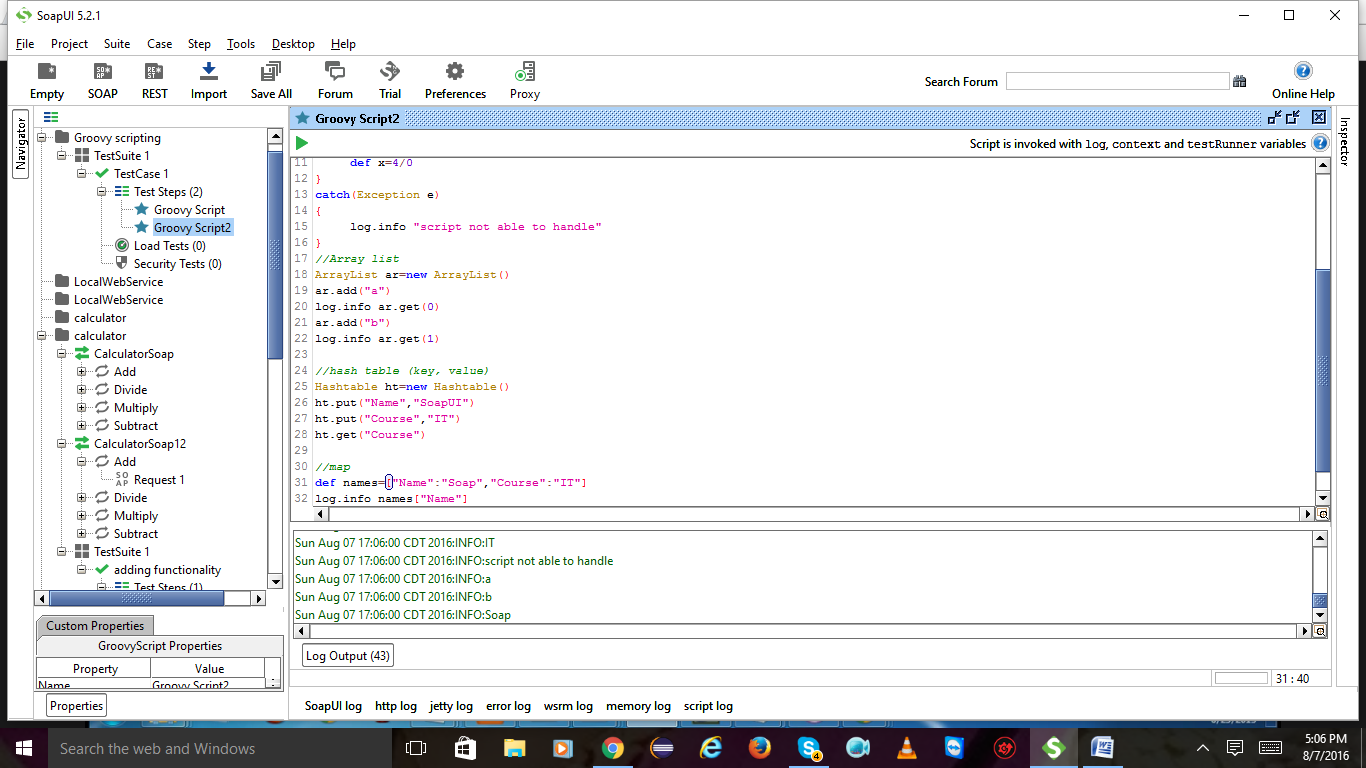 SoapUI 5.2.1
File Project Suite Case Step Tools Desktop Help
Empty SOAP REST Import Save All Forum Trial Preferences Proxy
Search Forum
Online Help
Navigator
Groovy scripting
TestSuite 1
TestCase 1
Test Steps (2)
Groovy Script
Groovy Script2
Load Tests (0)
Security Tests (0)
LocalWebService
LocalWebService
calculator
calculator
CalculatorSoap
Add
Divide
Multiply
Subtract
CalculatorSoap12
Add
Request 1
Divide
Multiply
Subtract
TestSuite 1
adding functionality
Test Steps (1)
Custom Properties
GroovyScript Properties
Property Value
Name Groovy Script2
Properties
Groovy Script2
Script is invoked with log, context and testRunner variables
Inspector
11 def x=4/0
12 }
13 catch(Exception e)
14 {
15 log.info "script not able to handle"
16 }
17 //Array list
18 ArrayList ar=new ArrayList()
19 ar.add("a")
20 log.info ar.get(0)
21 ar.add("b")
22 log.info ar.get(1)
23
24 //hash table (key, value)
25 Hashtable ht=new Hashtable()
26 ht.put("Name","SoapUI")
27 ht.put("Course","IT")
28 ht.get("Course")
29
30 //map
31 def names=["Name":"Soap","Course":"IT"]
32 log.info names["Name"]
Sun Aug 07 17:06:00 CDT 2016:INFO:IT
Sun Aug 07 17:06:00 CDT 2016:INFO:script not able to handle
Sun Aug 07 17:06:00 CDT 2016:INFO:a
Sun Aug 07 17:06:00 CDT 2016:INFO:b
Sun Aug 07 17:06:00 CDT 2016:INFO:Soap
Log Output (43)
31 : 40
SoapUI log http log jetty log error log wsrm log memory log script log
Search the web and Windows
4
5:06 PM
8/7/2016